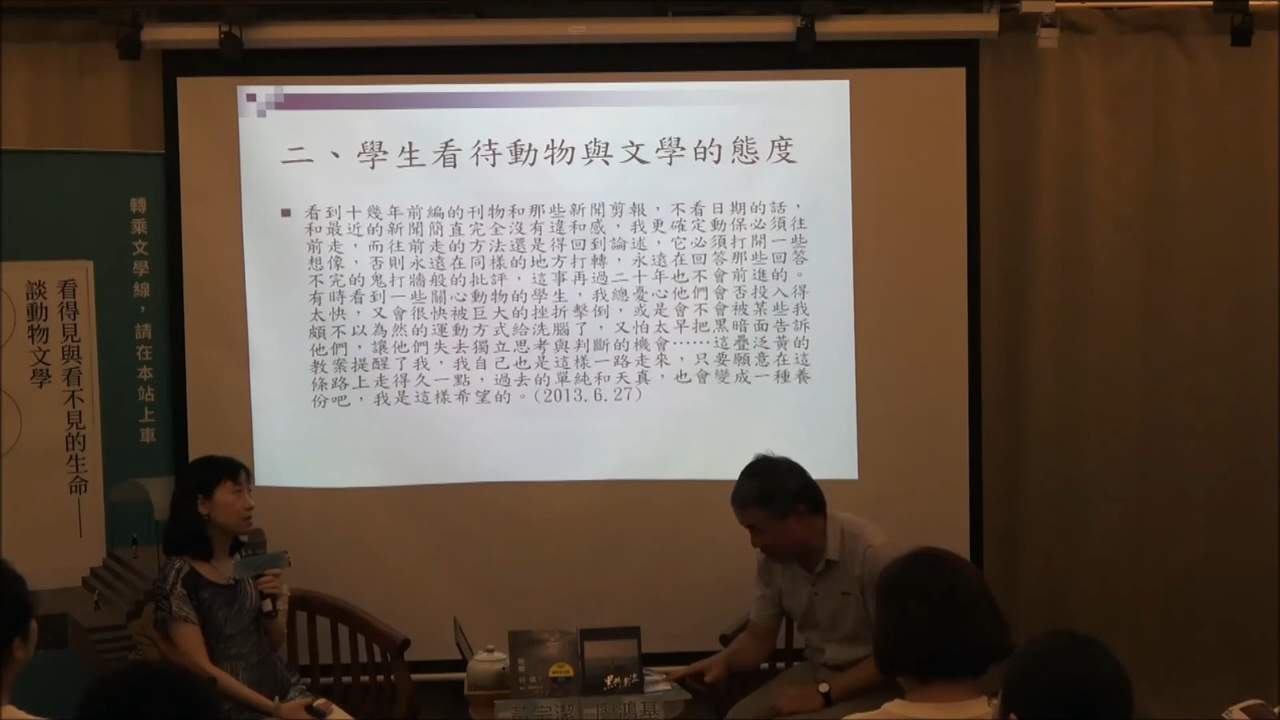 二、學生看待動物與文學的態度
看到十幾年前編的刊物和那些新聞剪報，不看日期的話，
和最近的新聞簡直完全沒有違和感，我更確定動保必須往
前走，而往前走的方法還是得回到論述，它必須打開一些
想像，否則永遠在同樣的地方打轉，永遠在回答那些回答
不完的鬼打牆般的批評，這事再過二十年也不會前進的。
有時看到一些關心動物的學生，我總憂心他們會否投入得
太快，又會很快被巨大的挫折擊倒，或是會不會被某些我
頗不以為然的運動方式給洗腦了，又怕太早把黑暗面告訴
他們，讓他們失去獨立思考與判斷的機會……這疊泛黃的
教案提醒了我，我自己也是這樣一路走來，只要願意在這
條路上走得久一點，過去的單純和天真，也會變成一種養
份吧，我是這樣希望的。(2013.6.27)
轉乘文學線，請在本站上車
看得見與看不見的生命——
談動物文學
黃宗潔
廖鴻基